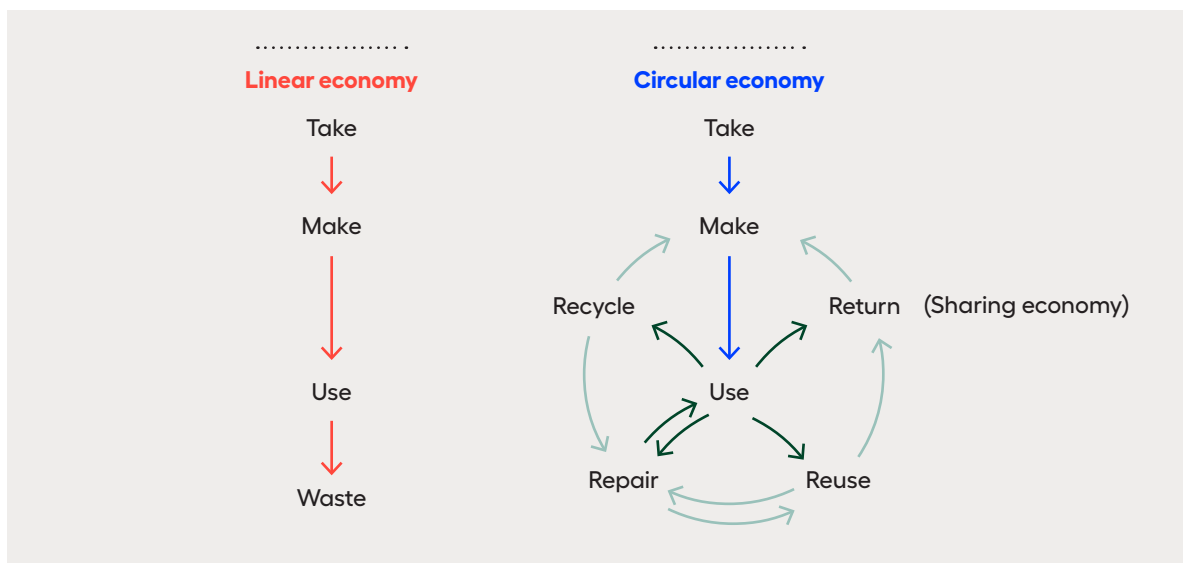 Linear economy
Take
Make
Use
Waste
Circular economy
Take
Make
Recycle
Return (Sharing economy)
Use
Repair
Reuse